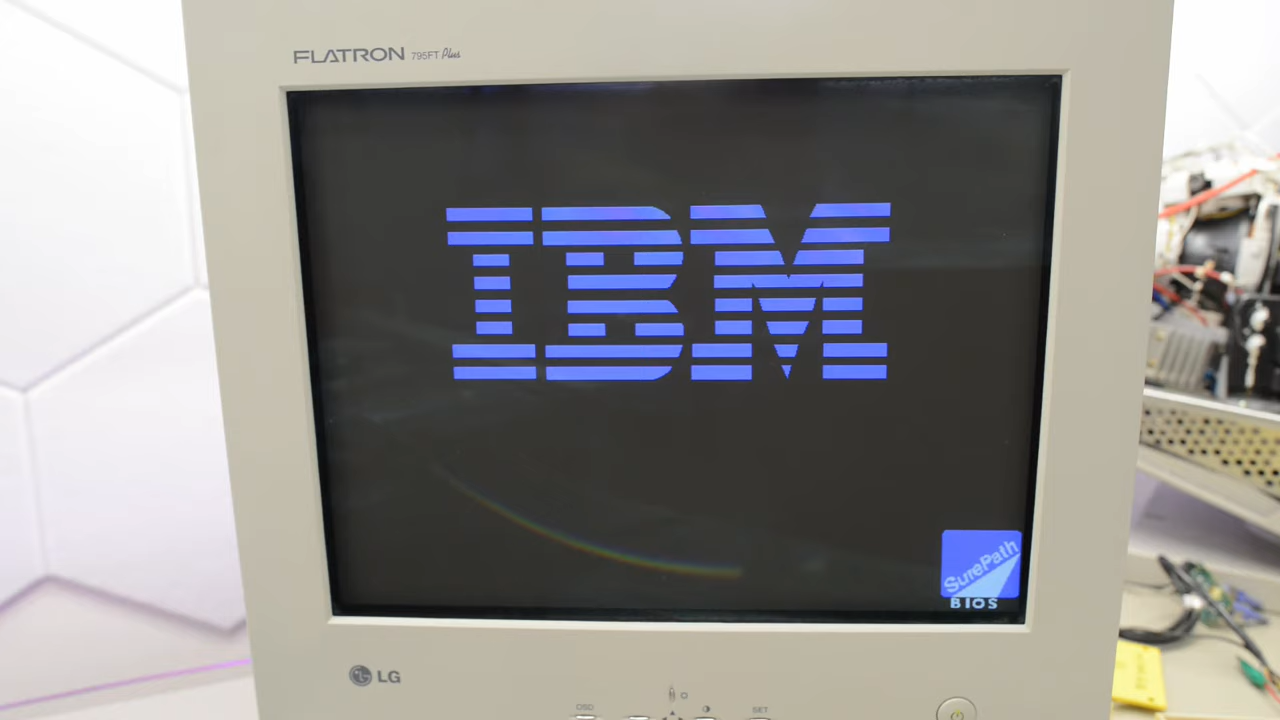 FLATRON 795FT Plus
IBM
SurePath
BIOS
LG
OSD
SET